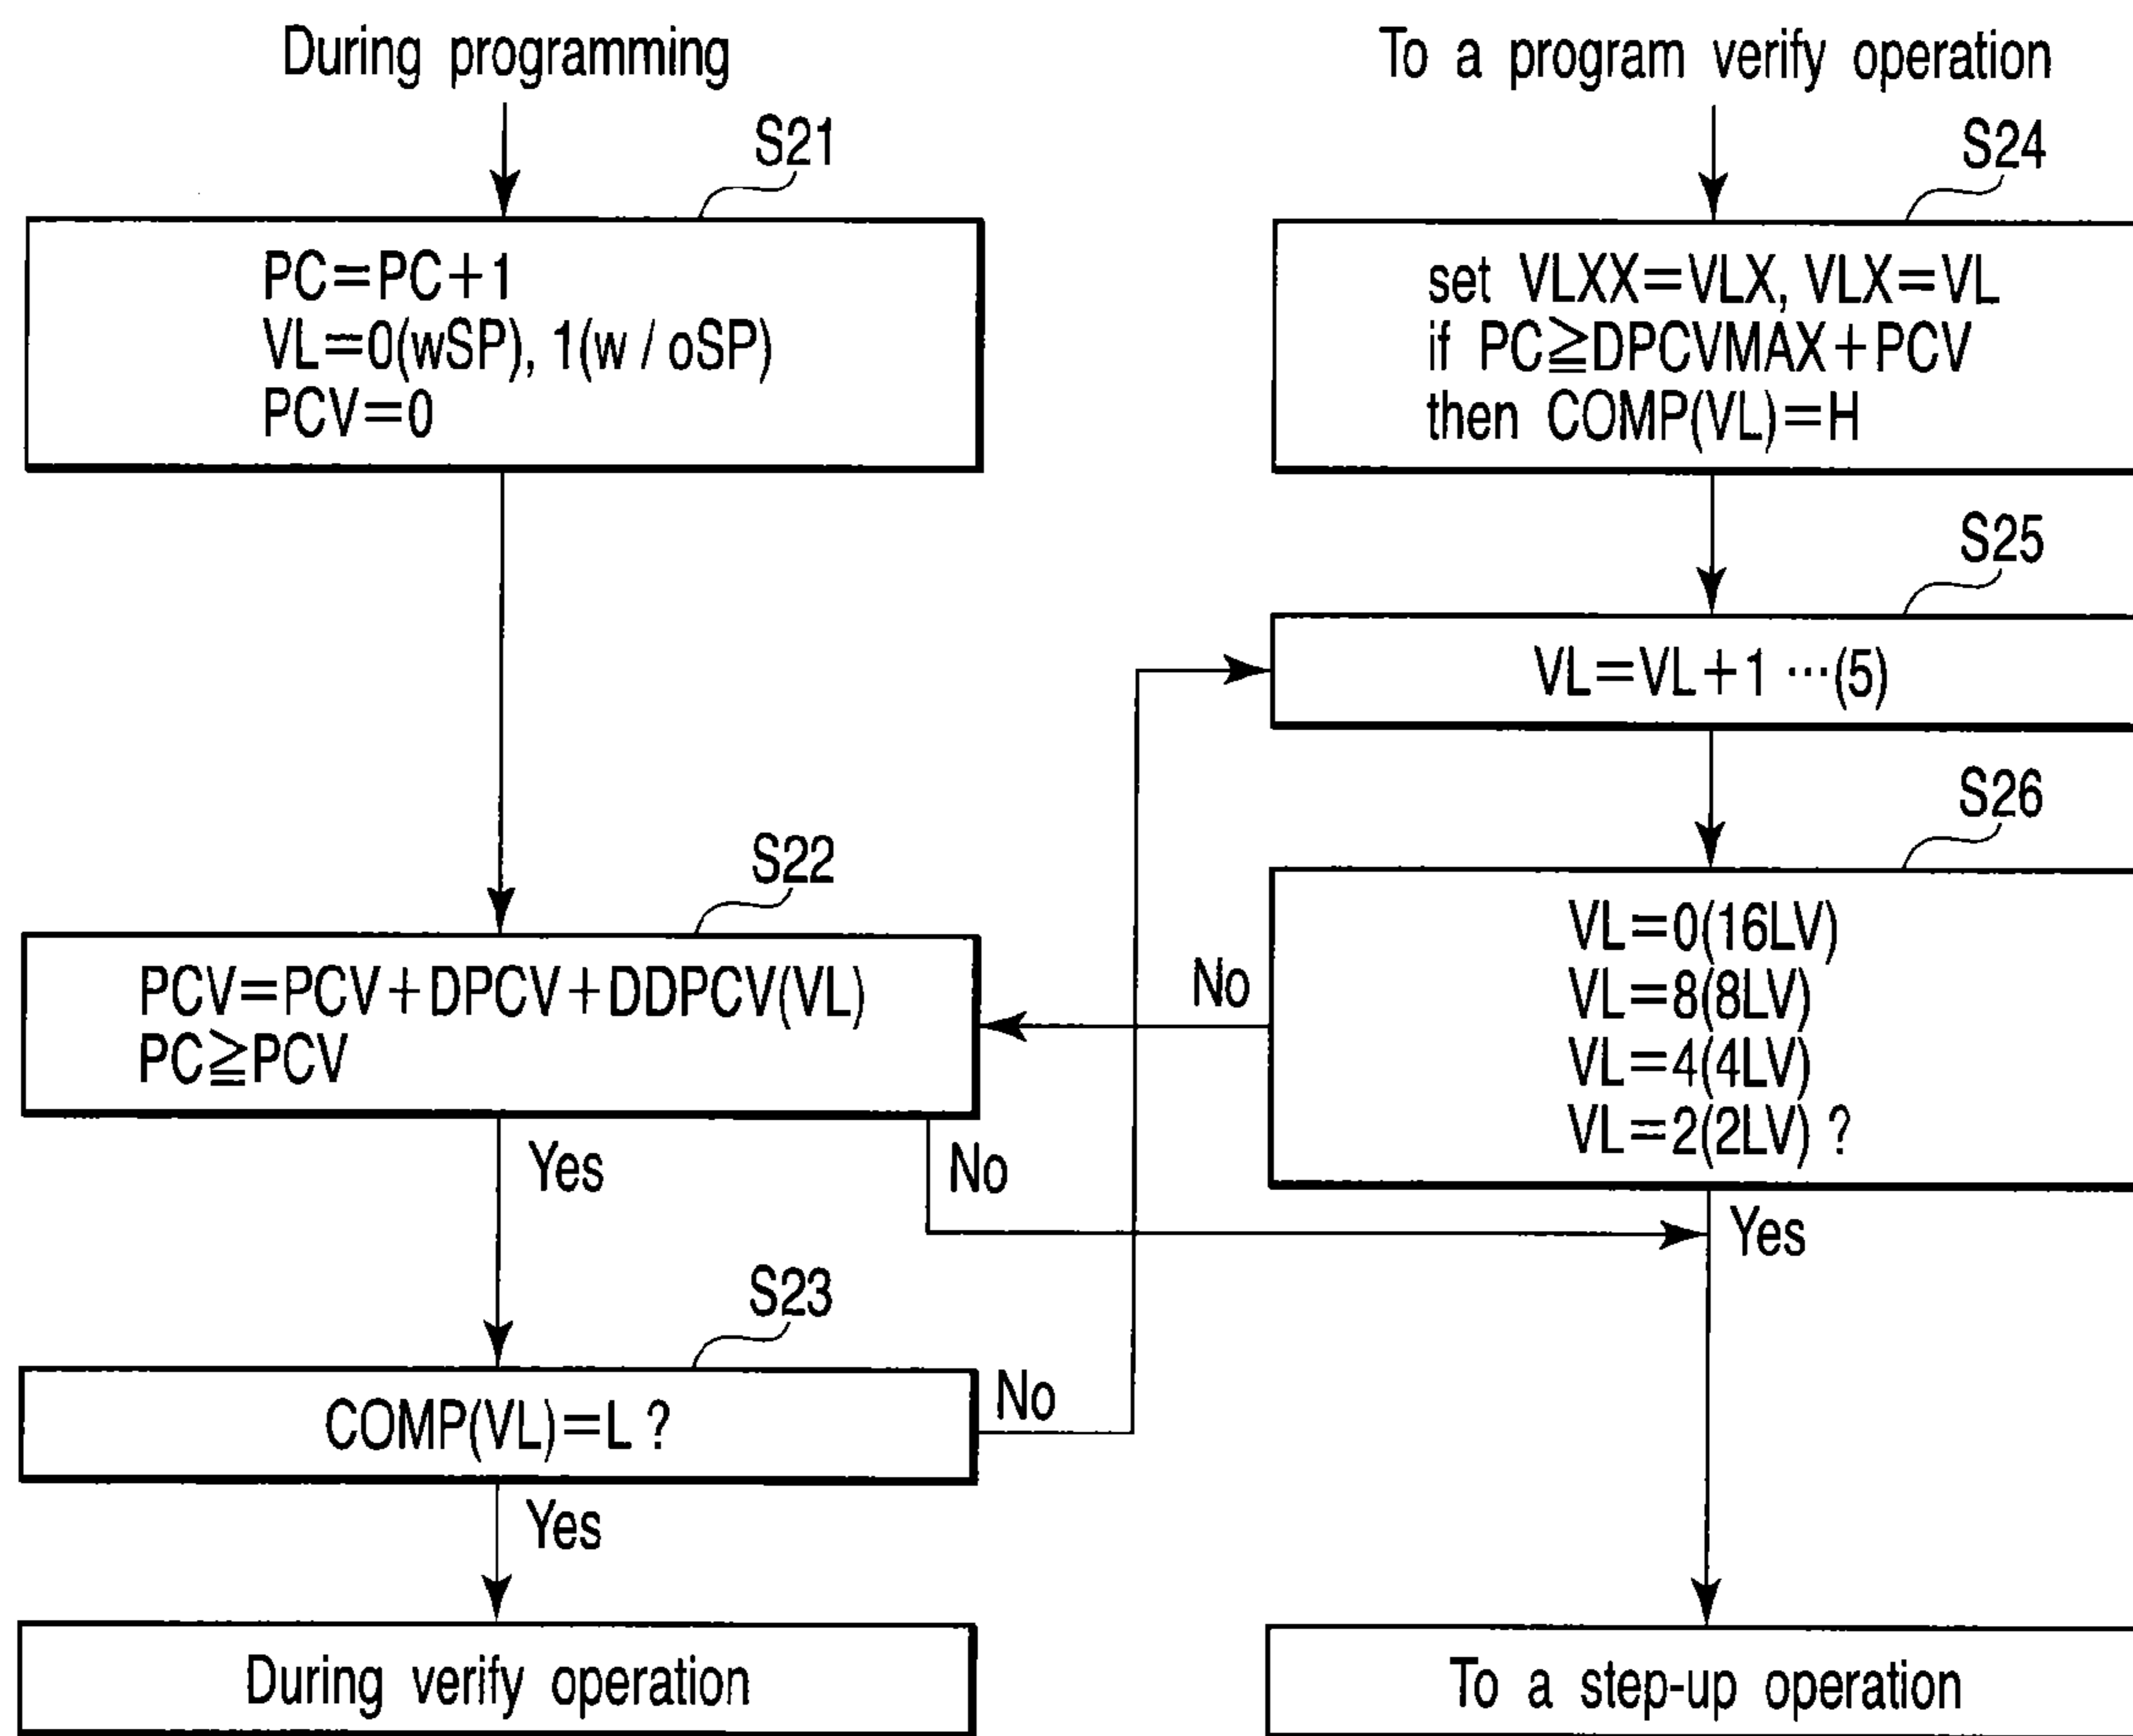 During programming
S21
PC=PC+1
VL=0(wSP), 1(w/oSP)
PCV=0
S22
PCV=PCV+DPCV+DDPCV(VL)
PC≧PCV
Yes
No
S23
COMP(VL)=L ?
No
Yes
During verify operation
To a program verify operation
S24
set VLXX=VLX, VLX=VL
if PC≧DPCVMAX+PCV
then COMP(VL)=H
S25
VL=VL+1 ···(5)
S26
VL=0(16LV)
VL=8(8LV)
VL=4(4LV)
VL=2(2LV) ?
No
Yes
To a step-up operation